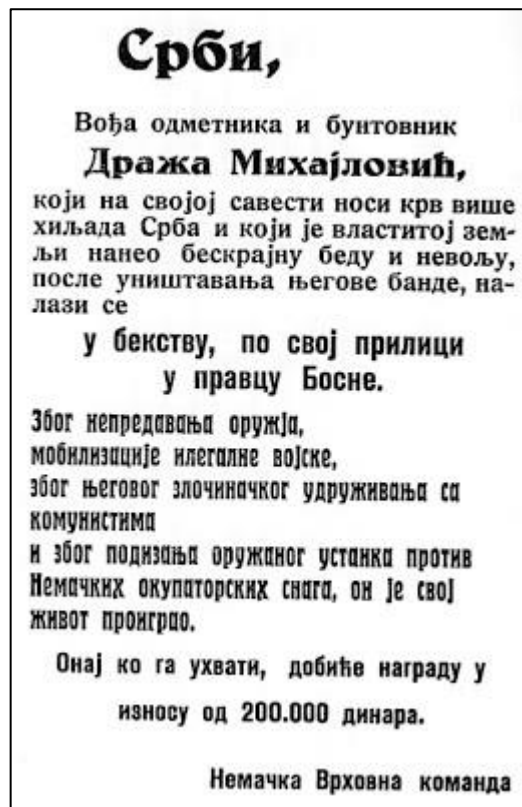 Срби,
Вођа одметника и бунтовник
Дража Михајловић,
који на својој савести носи крв више
хиљада Срба и који је властитој зем-
љи нанео бескрајну беду и невољу,
после уништавања његове банде, на-
лази се
у бекству, по свој прилици
у правцу Босне.
Због непредавања оружја,
мобилизације илегалне војске,
због његовог злочиначког удруживања са
комунистима
и због подизања оружаног устанка против
Немачких окупаторских снага, он је свој
живот проиграо.
Онај ко га ухвати, добиће награду у
износу од 200.000 динара.
Немачка Врховна команда